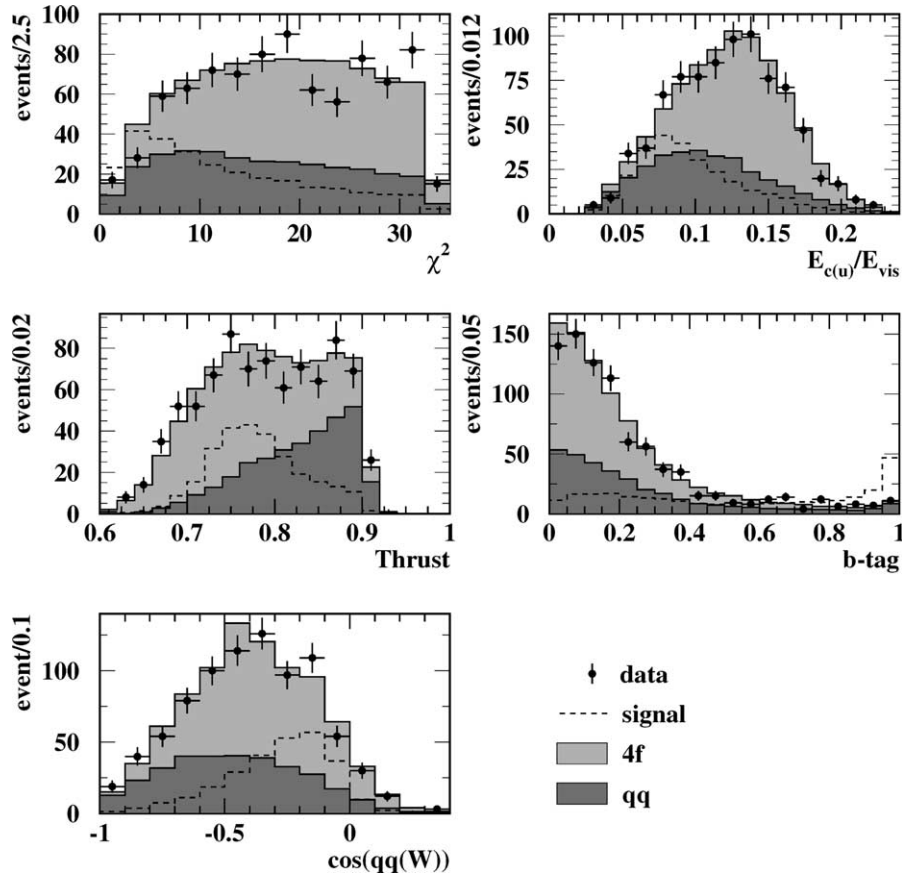 events/2.5
100
80
60
40
20
0
0 10 20 30
χ²
events/0.012
100
75
50
25
0
0.05 0.1 0.15 0.2
E_c(u)/E_vis
events/0.02
80
60
40
20
0
0.6 0.7 0.8 0.9 1
Thrust
events/0.05
150
100
50
0
0 0.2 0.4 0.6 0.8 1
b-tag
event/0.1
100
50
0
-1 -0.5 0
cos(qq(W))
data
signal
4f
qq